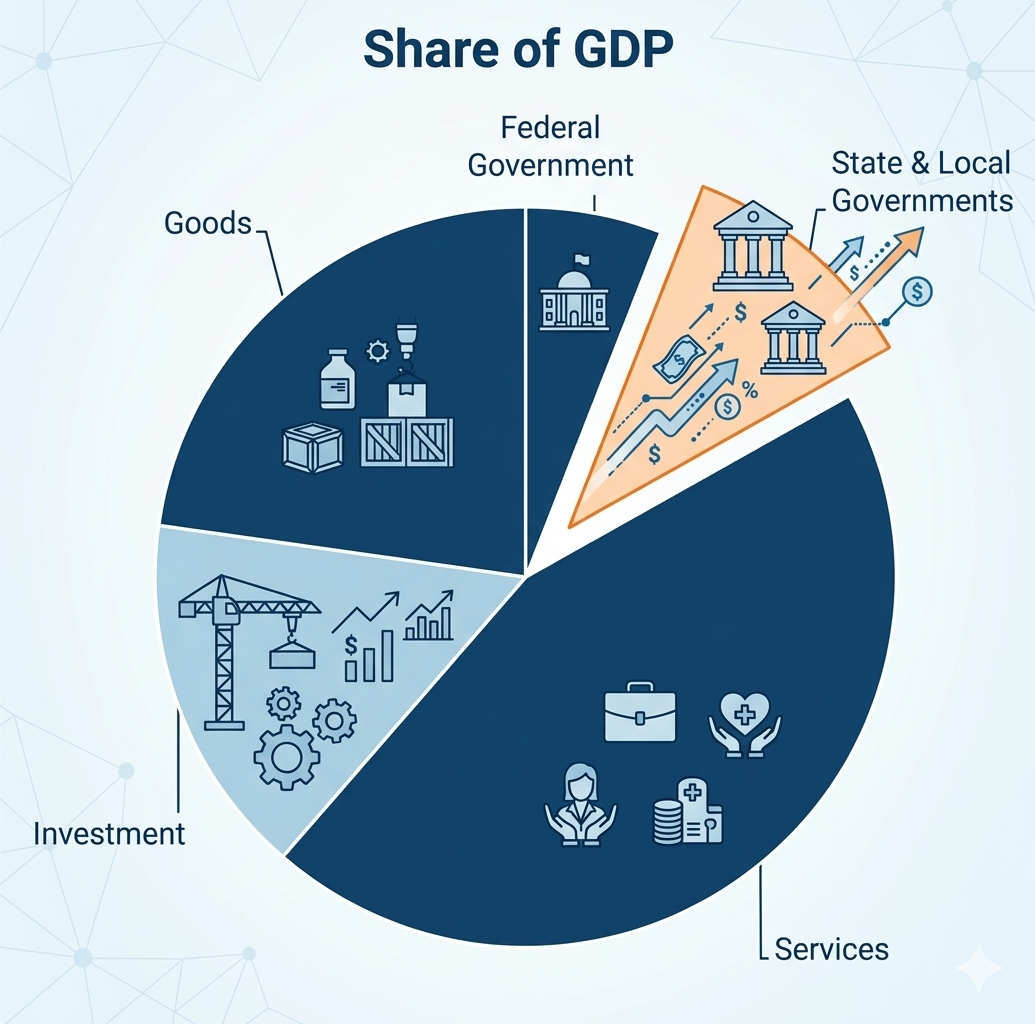 Share of GDP
Federal
Government
State & Local
Governments
Goods
$
$
$
$
%
$
$
$
Investment
Services